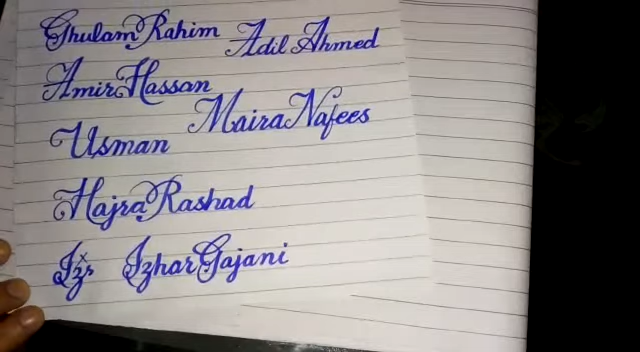 Ghulam Rahim
Adil Ahmed
Amir Hassan
Maira Nafees
Usman
Hajra Rashad
Izhar Gajani